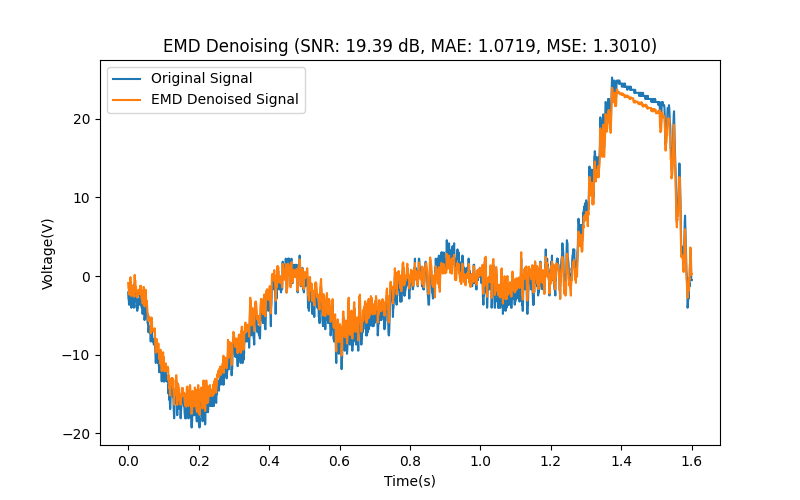 EMD Denoising (SNR: 19.39 dB, MAE: 1.0719, MSE: 1.3010)
Original Signal
EMD Denoised Signal
Voltage(V)
20
10
0
−10
−20
0.0 0.2 0.4 0.6 0.8 1.0 1.2 1.4 1.6
Time(s)